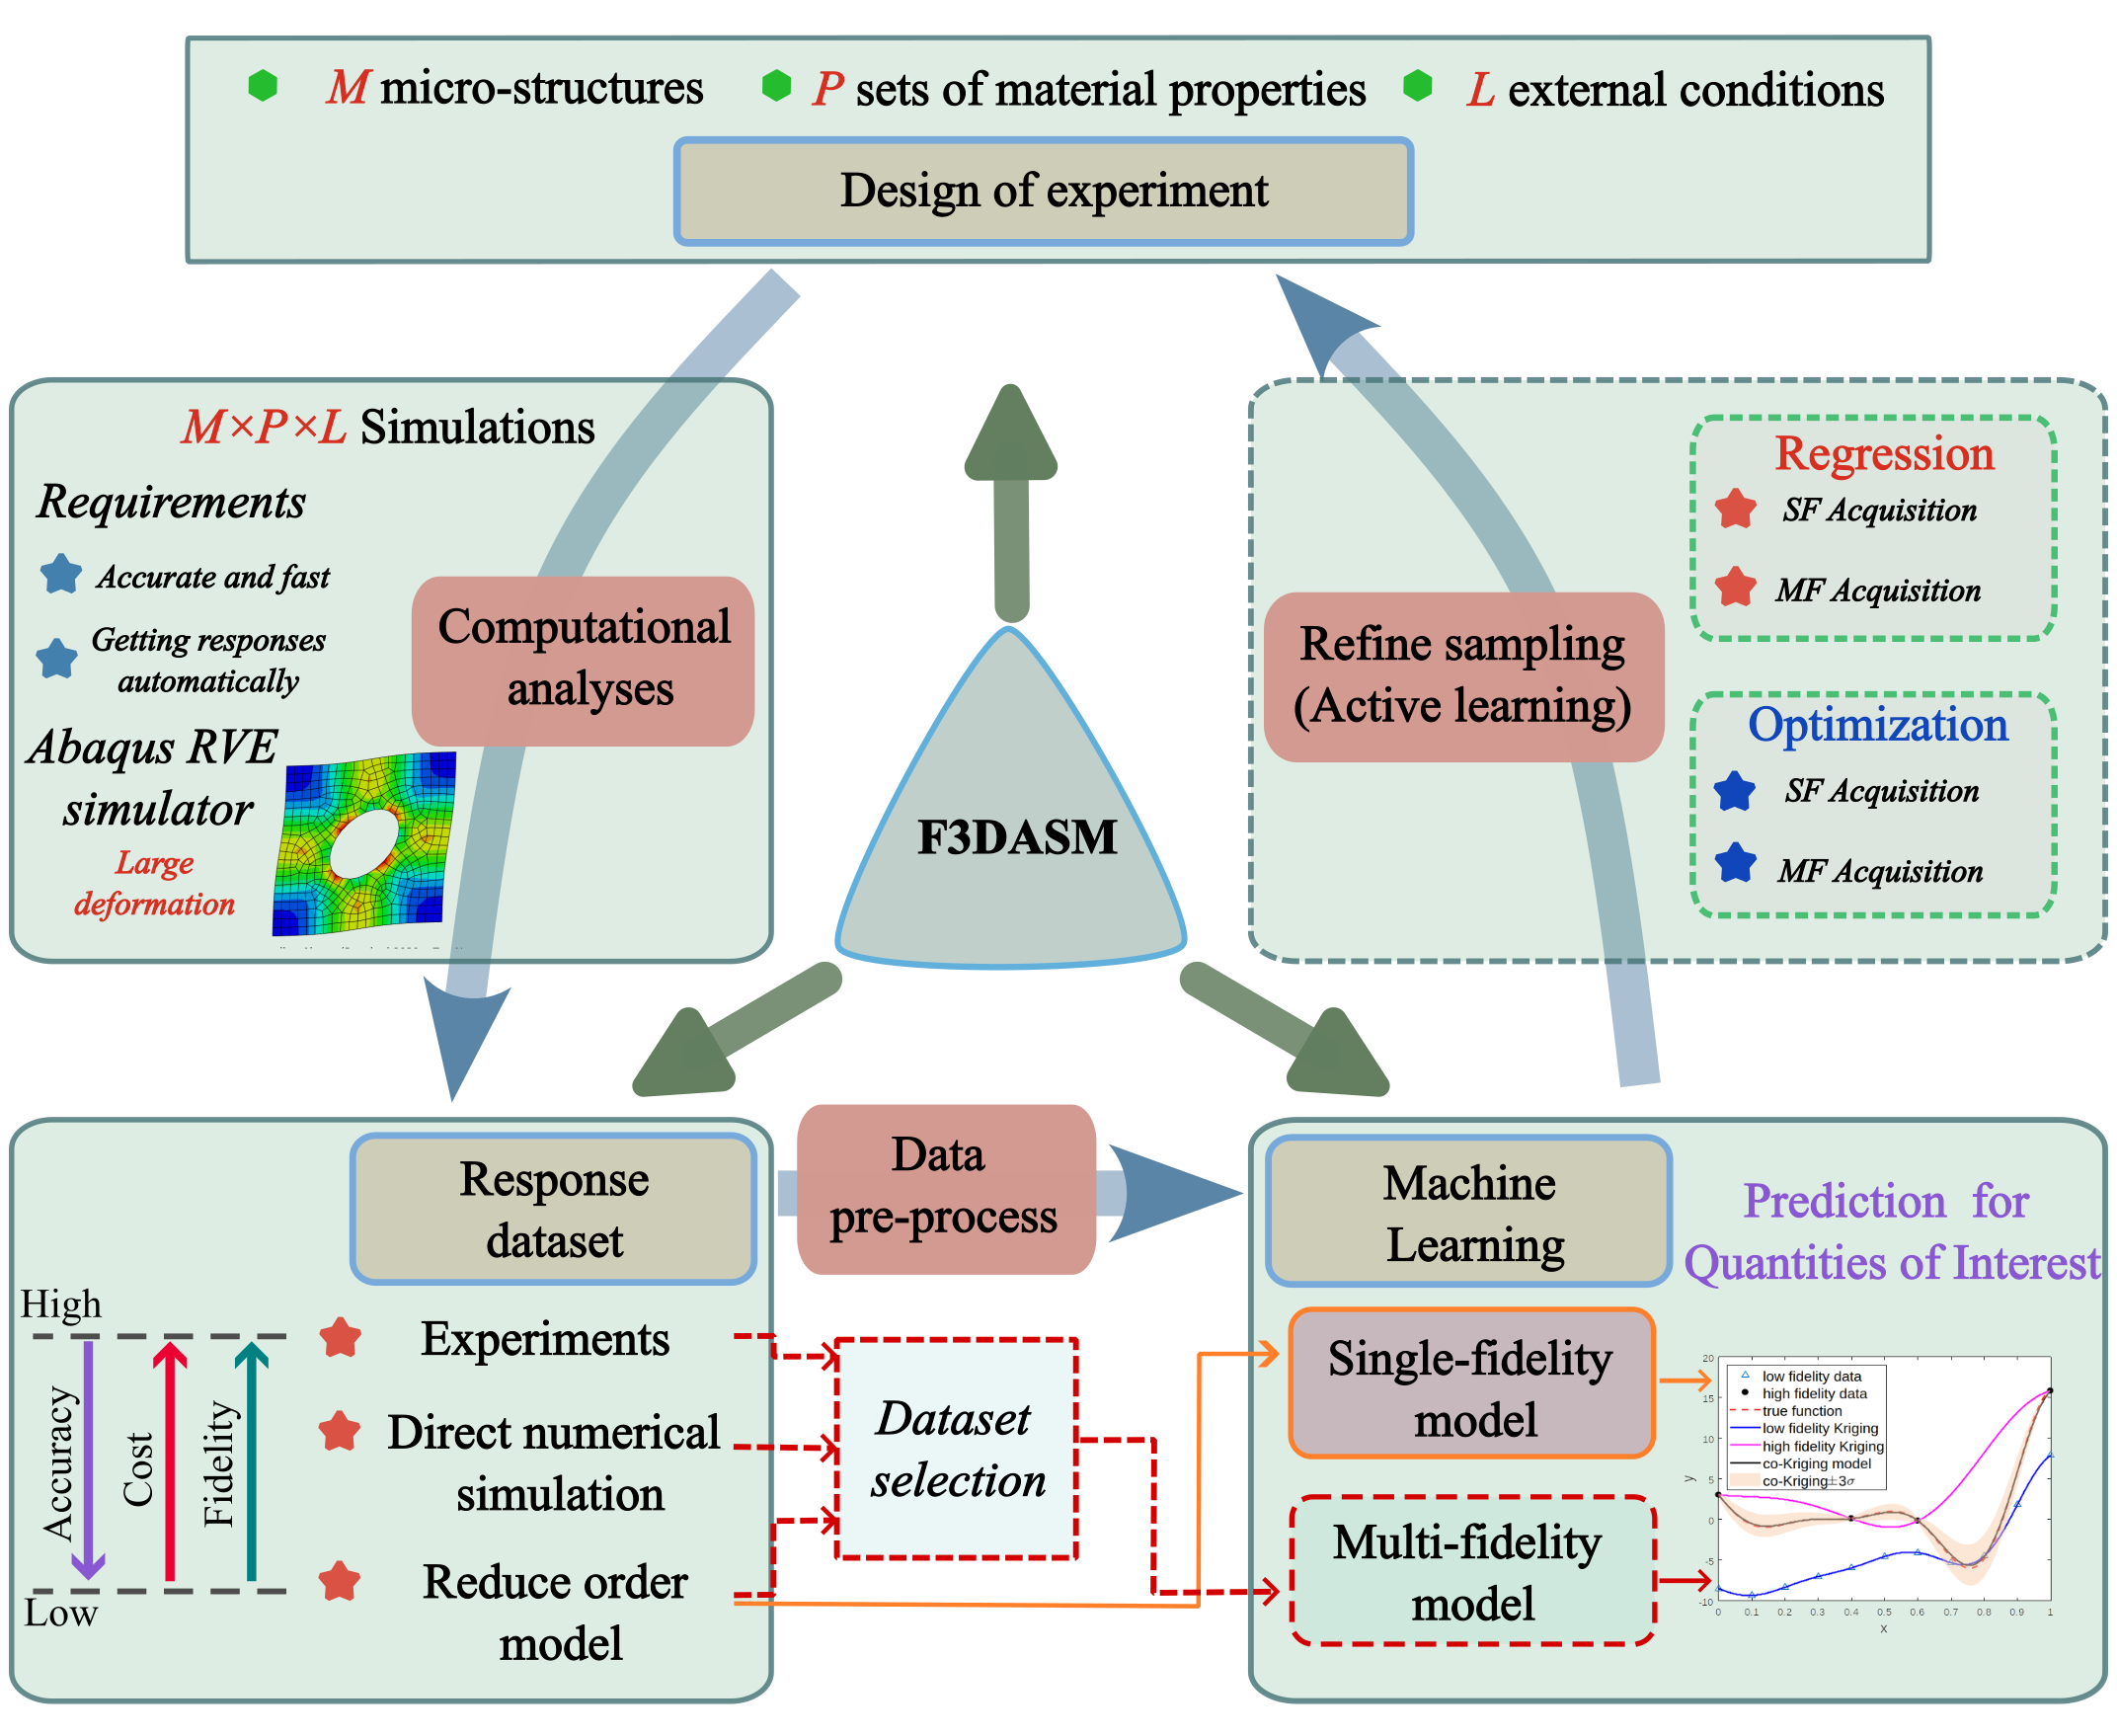 M micro-structures
P sets of material properties
L external conditions
Design of experiment
M×P×L Simulations
Requirements
Accurate and fast
Getting responses
automatically
Abaqus RVE
simulator
Large
deformation
Computational
analyses
F3DASM
Refine sampling
(Active learning)
Regression
SF Acquisition
MF Acquisition
Optimization
SF Acquisition
MF Acquisition
Response
dataset
High
Low
Accuracy
Cost
Fidelity
Experiments
Direct numerical
simulation
Reduce order
model
Data
pre-process
Dataset
selection
Machine
Learning
Prediction for
Quantities of Interest
Single-fidelity
model
Multi-fidelity
model
low fidelity data
high fidelity data
true function
low fidelity Kriging
high fidelity Kriging
co-Kriging model
co-Kriging±3σ
20
15
10
5
0
-5
-10
y
0 0.1 0.2 0.3 0.4 0.5 0.6 0.7 0.8 0.9 1
x